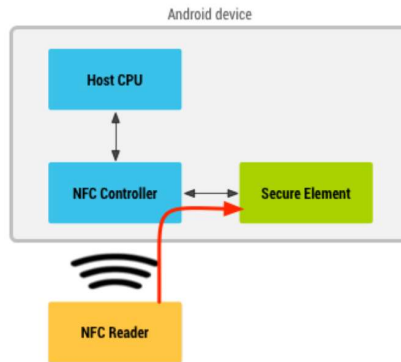 Android device
Host CPU
NFC Controller
Secure Element
NFC Reader